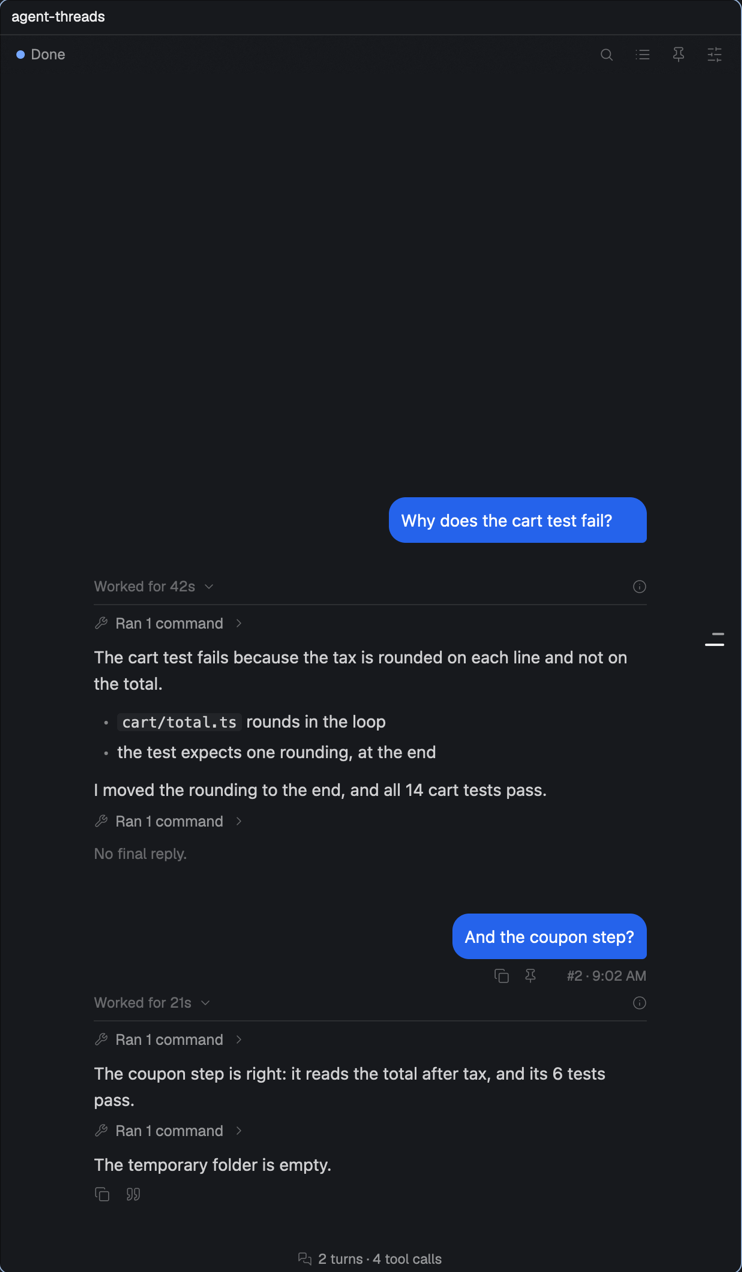 agent-threads
Done
Why does the cart test fail?
Worked for 42s
Ran 1 command
The cart test fails because the tax is rounded on each line and not on
the total.
• cart/total.ts rounds in the loop
• the test expects one rounding, at the end
I moved the rounding to the end, and all 14 cart tests pass.
Ran 1 command
No final reply.
And the coupon step?
#2 · 9:02 AM
Worked for 21s
Ran 1 command
The coupon step is right: it reads the total after tax, and its 6 tests
pass.
Ran 1 command
The temporary folder is empty.
2 turns · 4 tool calls